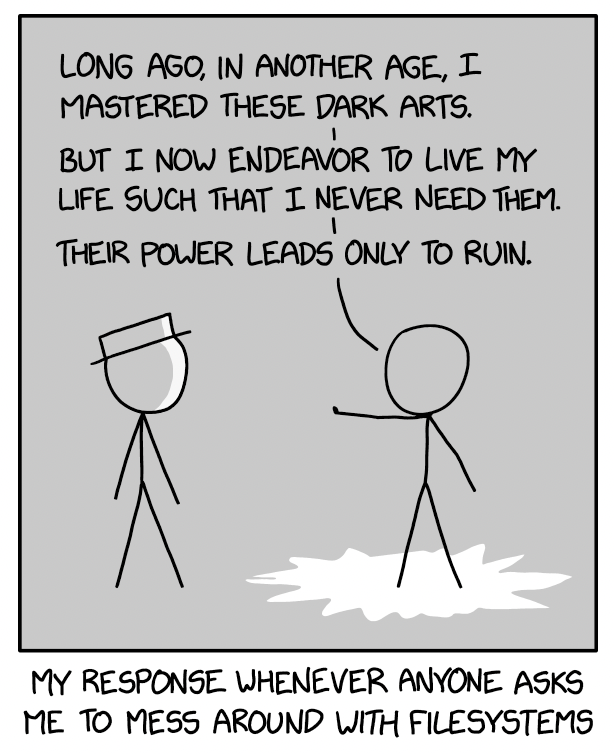 LONG AGO, IN ANOTHER AGE, I
MASTERED THESE DARK ARTS.
BUT I NOW ENDEAVOR TO LIVE MY
LIFE SUCH THAT I NEVER NEED THEM.
THEIR POWER LEADS ONLY TO RUIN.
MY RESPONSE WHENEVER ANYONE ASKS
ME TO MESS AROUND WITH FILESYSTEMS